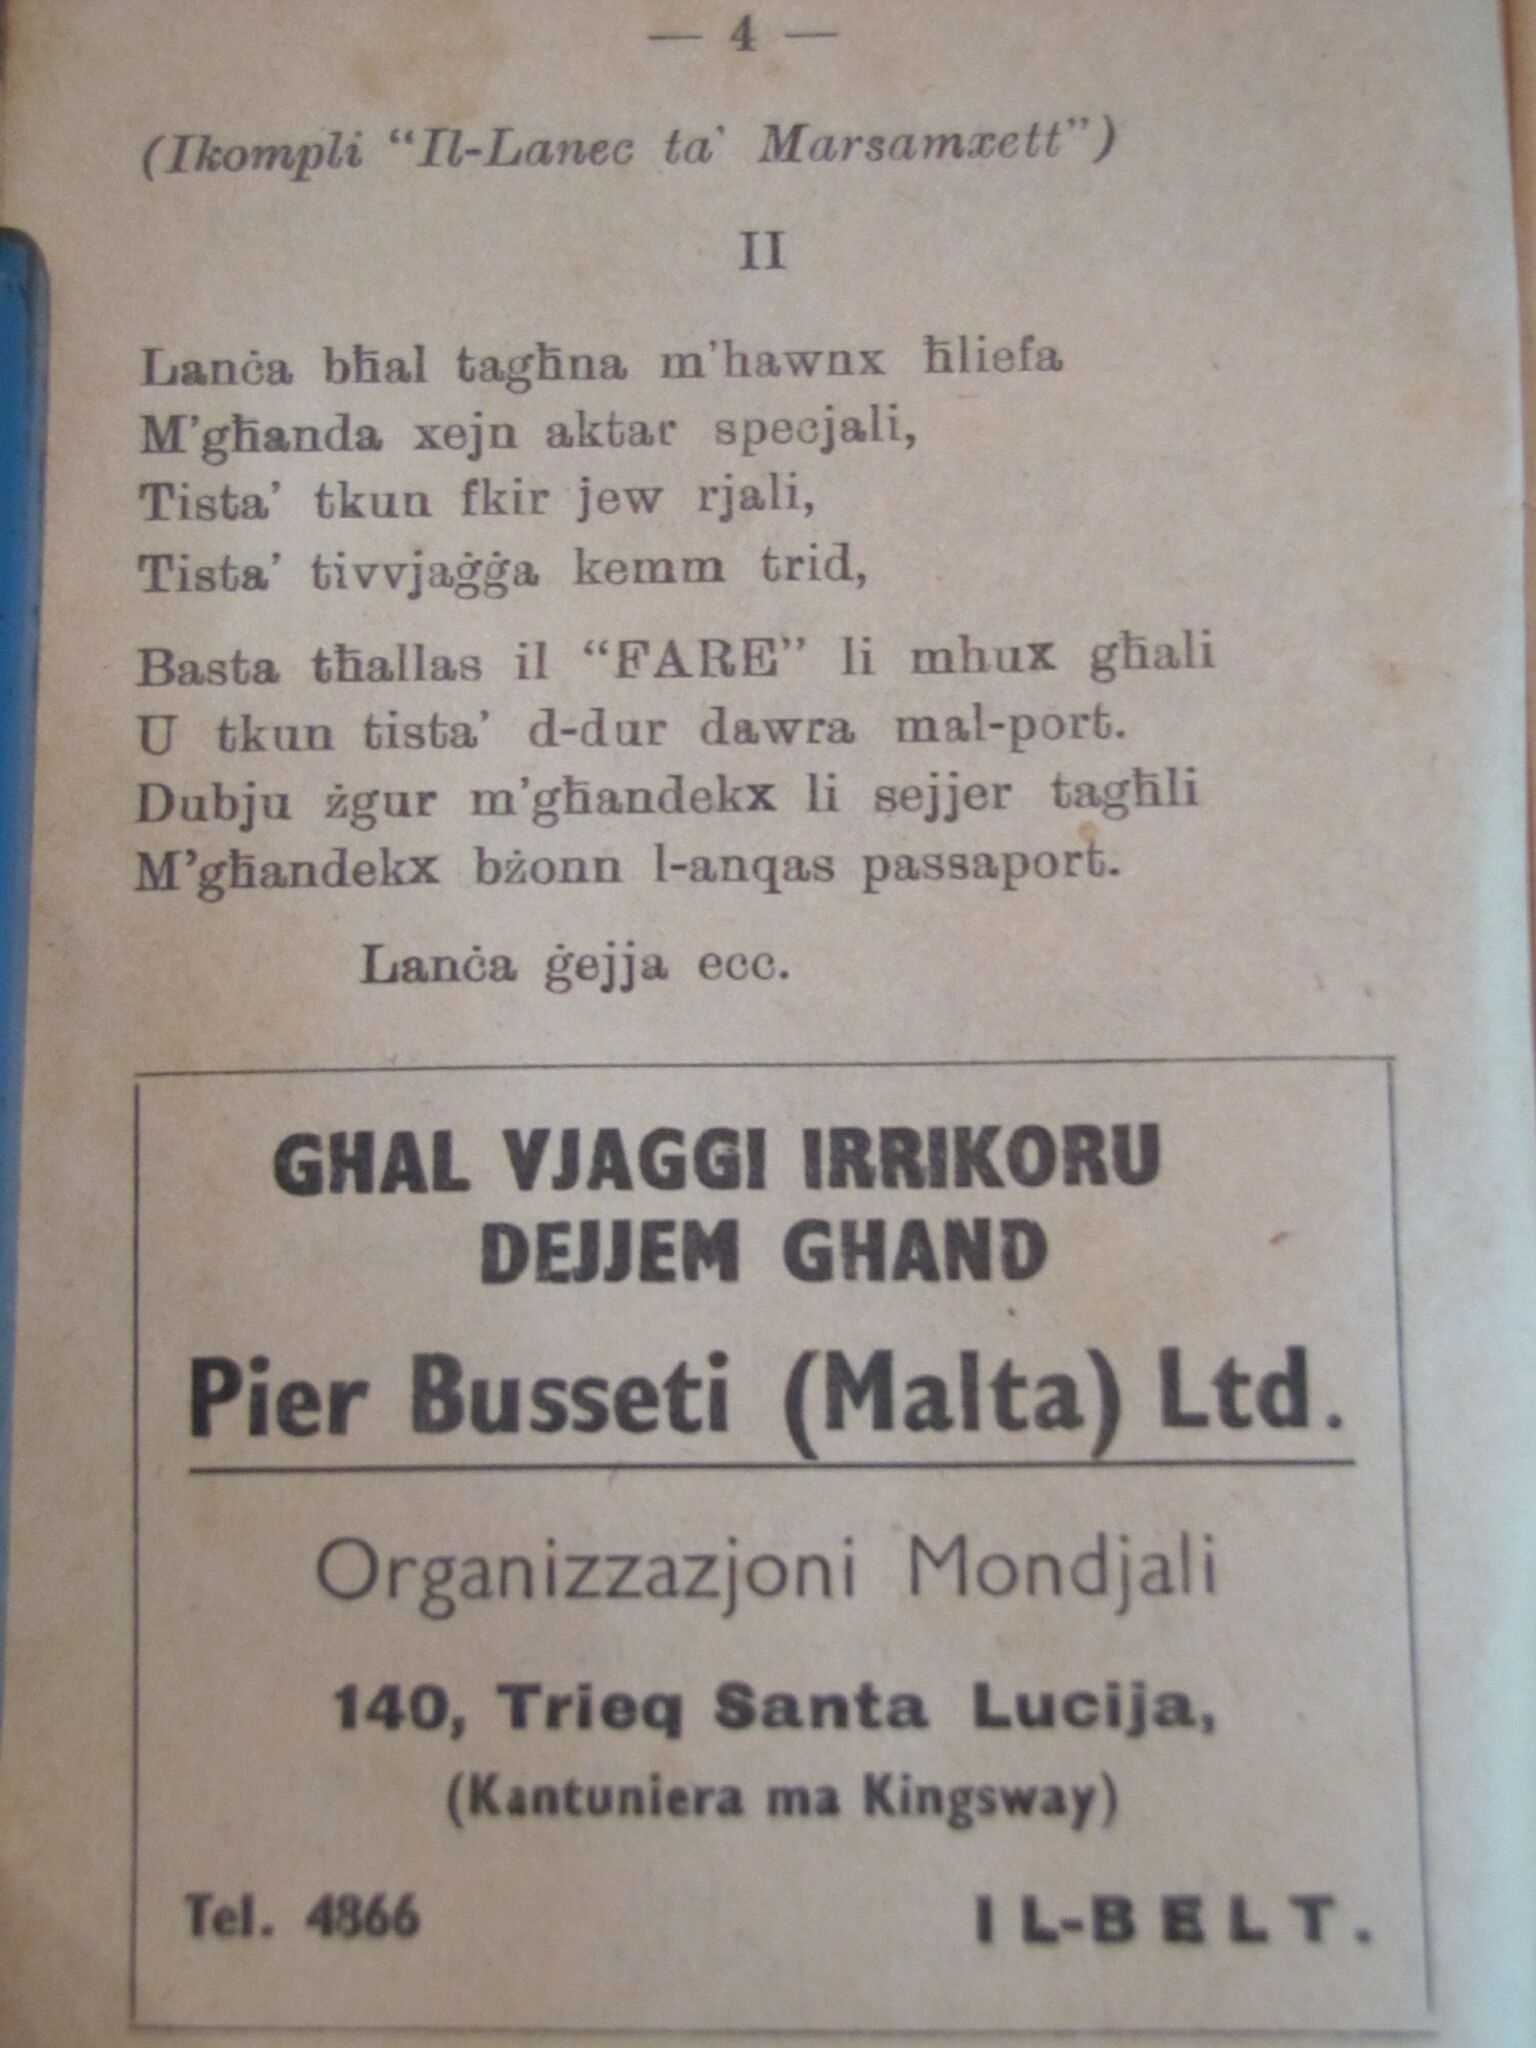 — 4 —
(Ikompli "Il-Lanec ta' Marsamxett")
II
Lanċa bħal tagħna m'hawnx ħliefa
M'għanda xejn aktar specjali,
Tista' tkun fkir jew rjali,
Tista' tivvjaġġa kemm trid,
Basta tħallas il "FARE" li mhux għali
U tkun tista' d-dur dawra mal-port.
Dubju żgur m'għandekx li sejjer tagħli
M'għandekx bżonn l-anqas passaport.
Lanċa ġejja ecc.
GHAL VJAGGI IRRIKORU
DEJJEM GHAND
Pier Busseti (Malta) Ltd.
Organizzazjoni Mondjali
140, Trieq Santa Lucija,
(Kantuniera ma Kingsway)
Tel. 4866 IL-BELT.